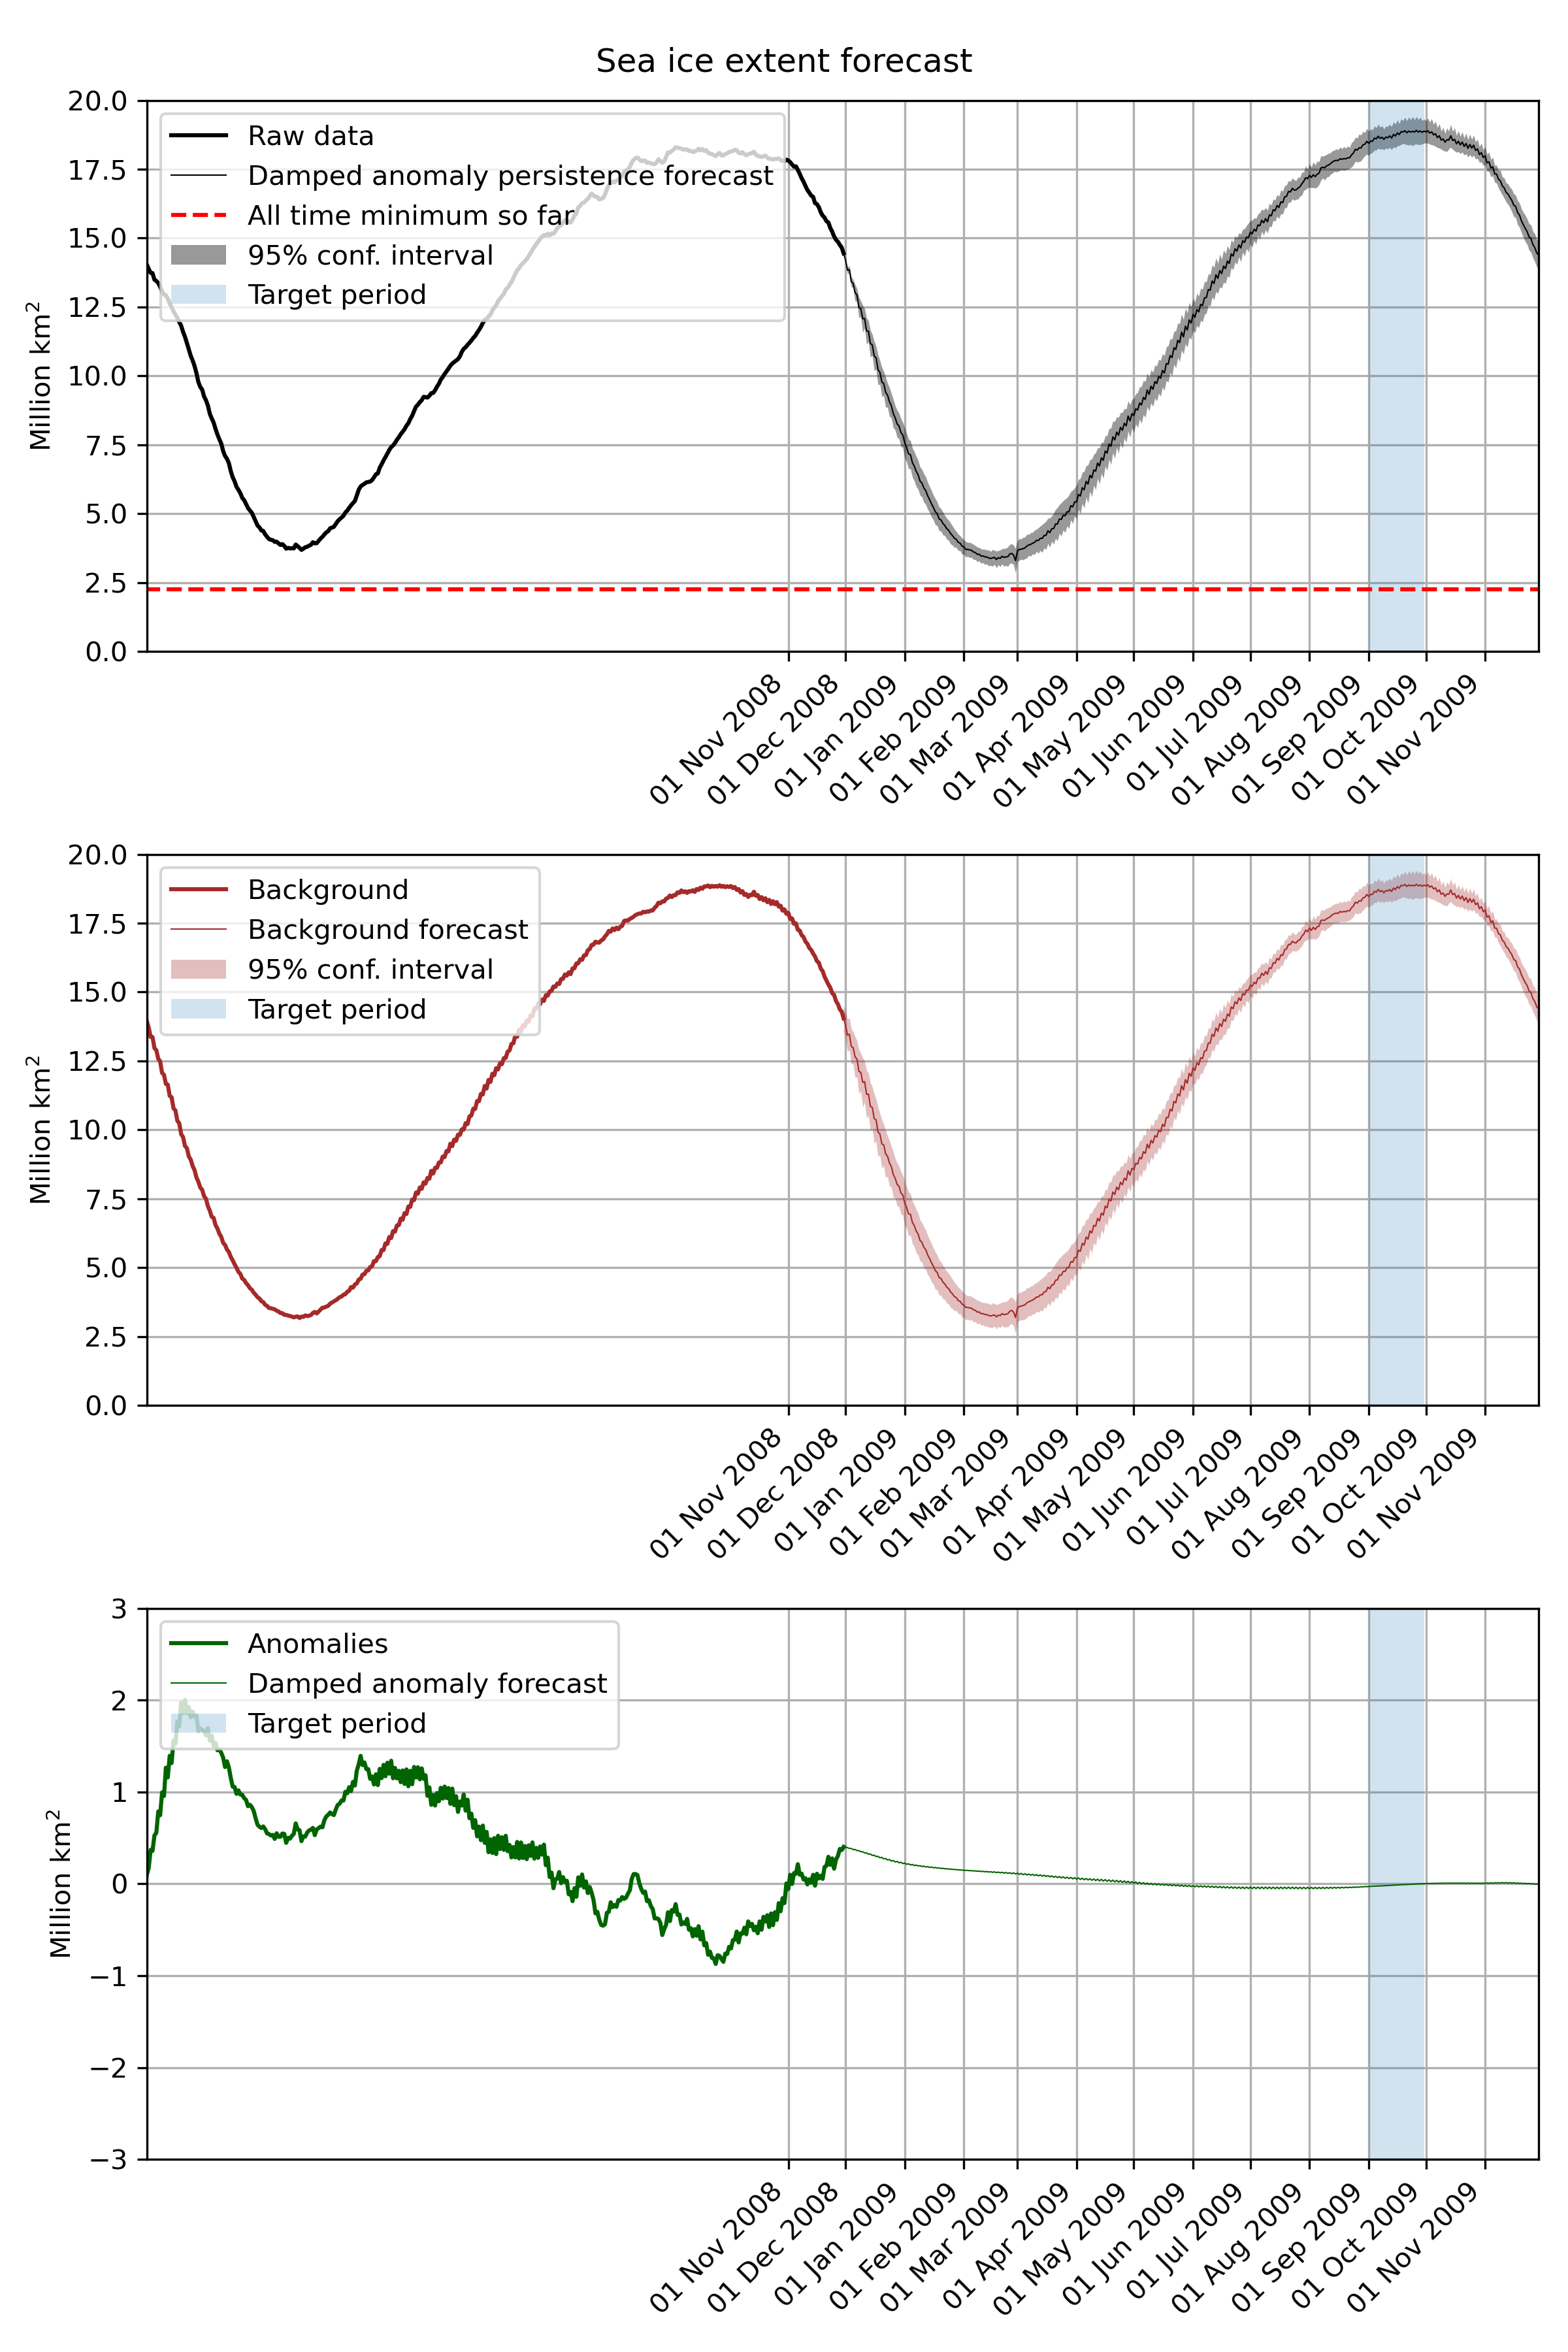 Sea ice extent forecast
20.0
17.5
15.0
12.5
10.0
7.5
5.0
2.5
0.0
Million km²
Raw data
Damped anomaly persistence forecast
All time minimum so far
95% conf. interval
Target period
01 Nov 2008
01 Dec 2008
01 Jan 2009
01 Feb 2009
01 Mar 2009
01 Apr 2009
01 May 2009
01 Jun 2009
01 Jul 2009
01 Aug 2009
01 Sep 2009
01 Oct 2009
01 Nov 2009
20.0
17.5
15.0
12.5
10.0
7.5
5.0
2.5
0.0
Million km²
Background
Background forecast
95% conf. interval
Target period
01 Nov 2008
01 Dec 2008
01 Jan 2009
01 Feb 2009
01 Mar 2009
01 Apr 2009
01 May 2009
01 Jun 2009
01 Jul 2009
01 Aug 2009
01 Sep 2009
01 Oct 2009
01 Nov 2009
3
2
1
0
−1
−2
−3
Million km²
Anomalies
Damped anomaly forecast
Target period
01 Nov 2008
01 Dec 2008
01 Jan 2009
01 Feb 2009
01 Mar 2009
01 Apr 2009
01 May 2009
01 Jun 2009
01 Jul 2009
01 Aug 2009
01 Sep 2009
01 Oct 2009
01 Nov 2009